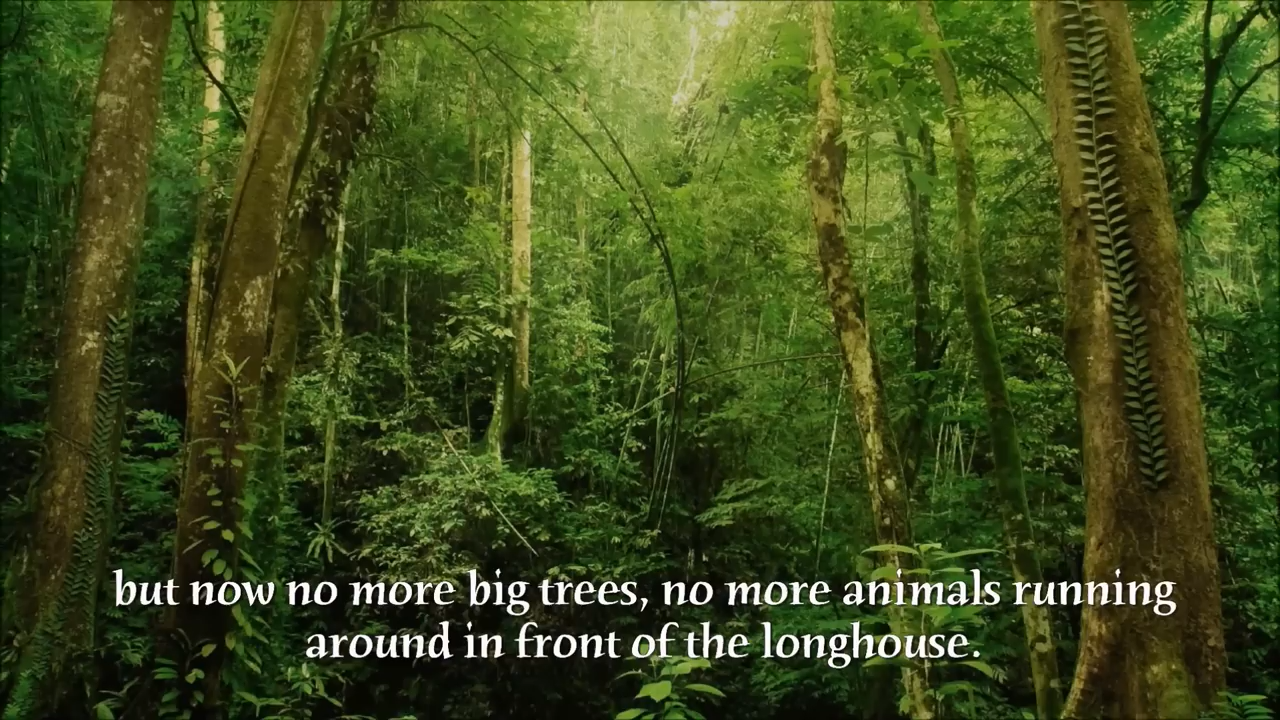 but now no more big trees, no more animals running
around in front of the longhouse.